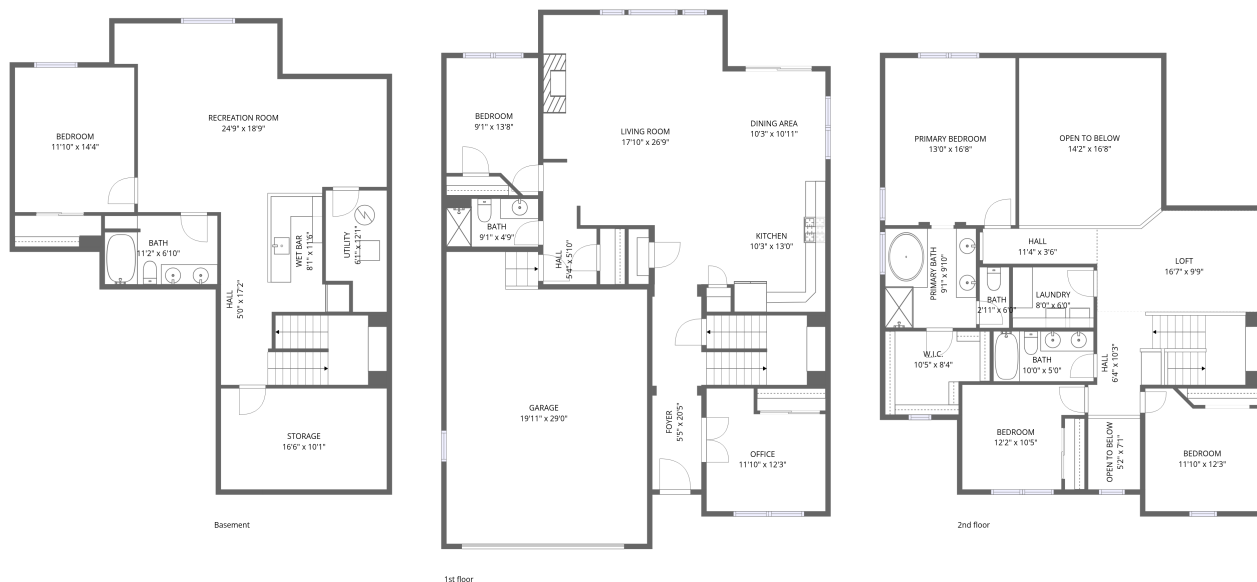 RECREATION ROOM
24'9" x 18'9"
BEDROOM
11'10" x 14'4"
BATH
11'2" x 6'10"
WET BAR
8'1" x 11'6"
UTILITY
6'1" x 12'1"
HALL
5'0" x 17'2"
STORAGE
16'6" x 10'1"
Basement
BEDROOM
9'1" x 13'8"
LIVING ROOM
17'10" x 26'9"
DINING AREA
10'3" x 10'11"
BATH
9'1" x 4'9"
HALL
5'4" x 5'10"
KITCHEN
10'3" x 13'0"
GARAGE
19'11" x 29'0"
FOYER
5'5" x 20'5"
OFFICE
11'10" x 12'3"
1st floor
PRIMARY BEDROOM
13'0" x 16'8"
OPEN TO BELOW
14'2" x 16'8"
PRIMARY BATH
9'1" x 9'10"
HALL
11'4" x 3'6"
LOFT
16'7" x 9'9"
BATH
2'11" x 6'0"
LAUNDRY
8'0" x 6'0"
W.I.C.
10'5" x 8'4"
BATH
10'0" x 5'0"
HALL
6'4" x 10'3"
BEDROOM
12'2" x 10'5"
OPEN TO BELOW
5'2" x 7'1"
BEDROOM
11'10" x 12'3"
2nd floor